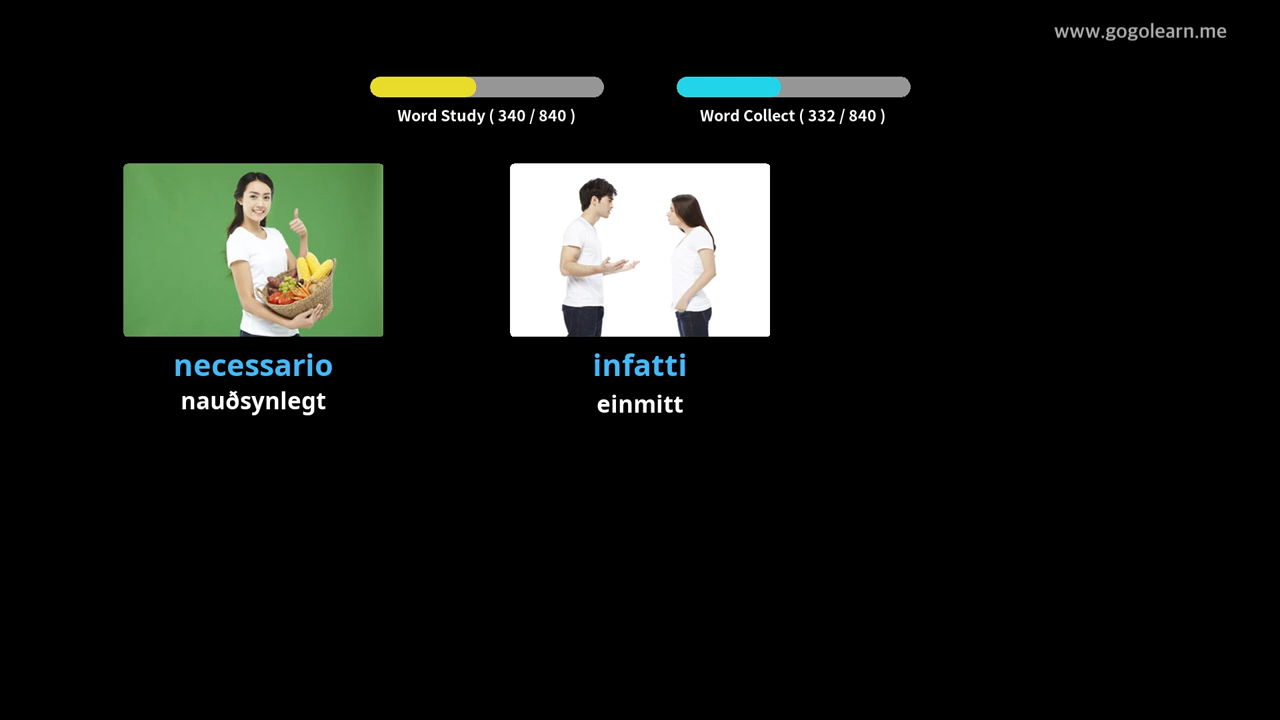 www.gogolearn.me
Word Study ( 340 / 840 )
Word Collect ( 332 / 840 )
necessario
nauðsynlegt
infatti
einmitt